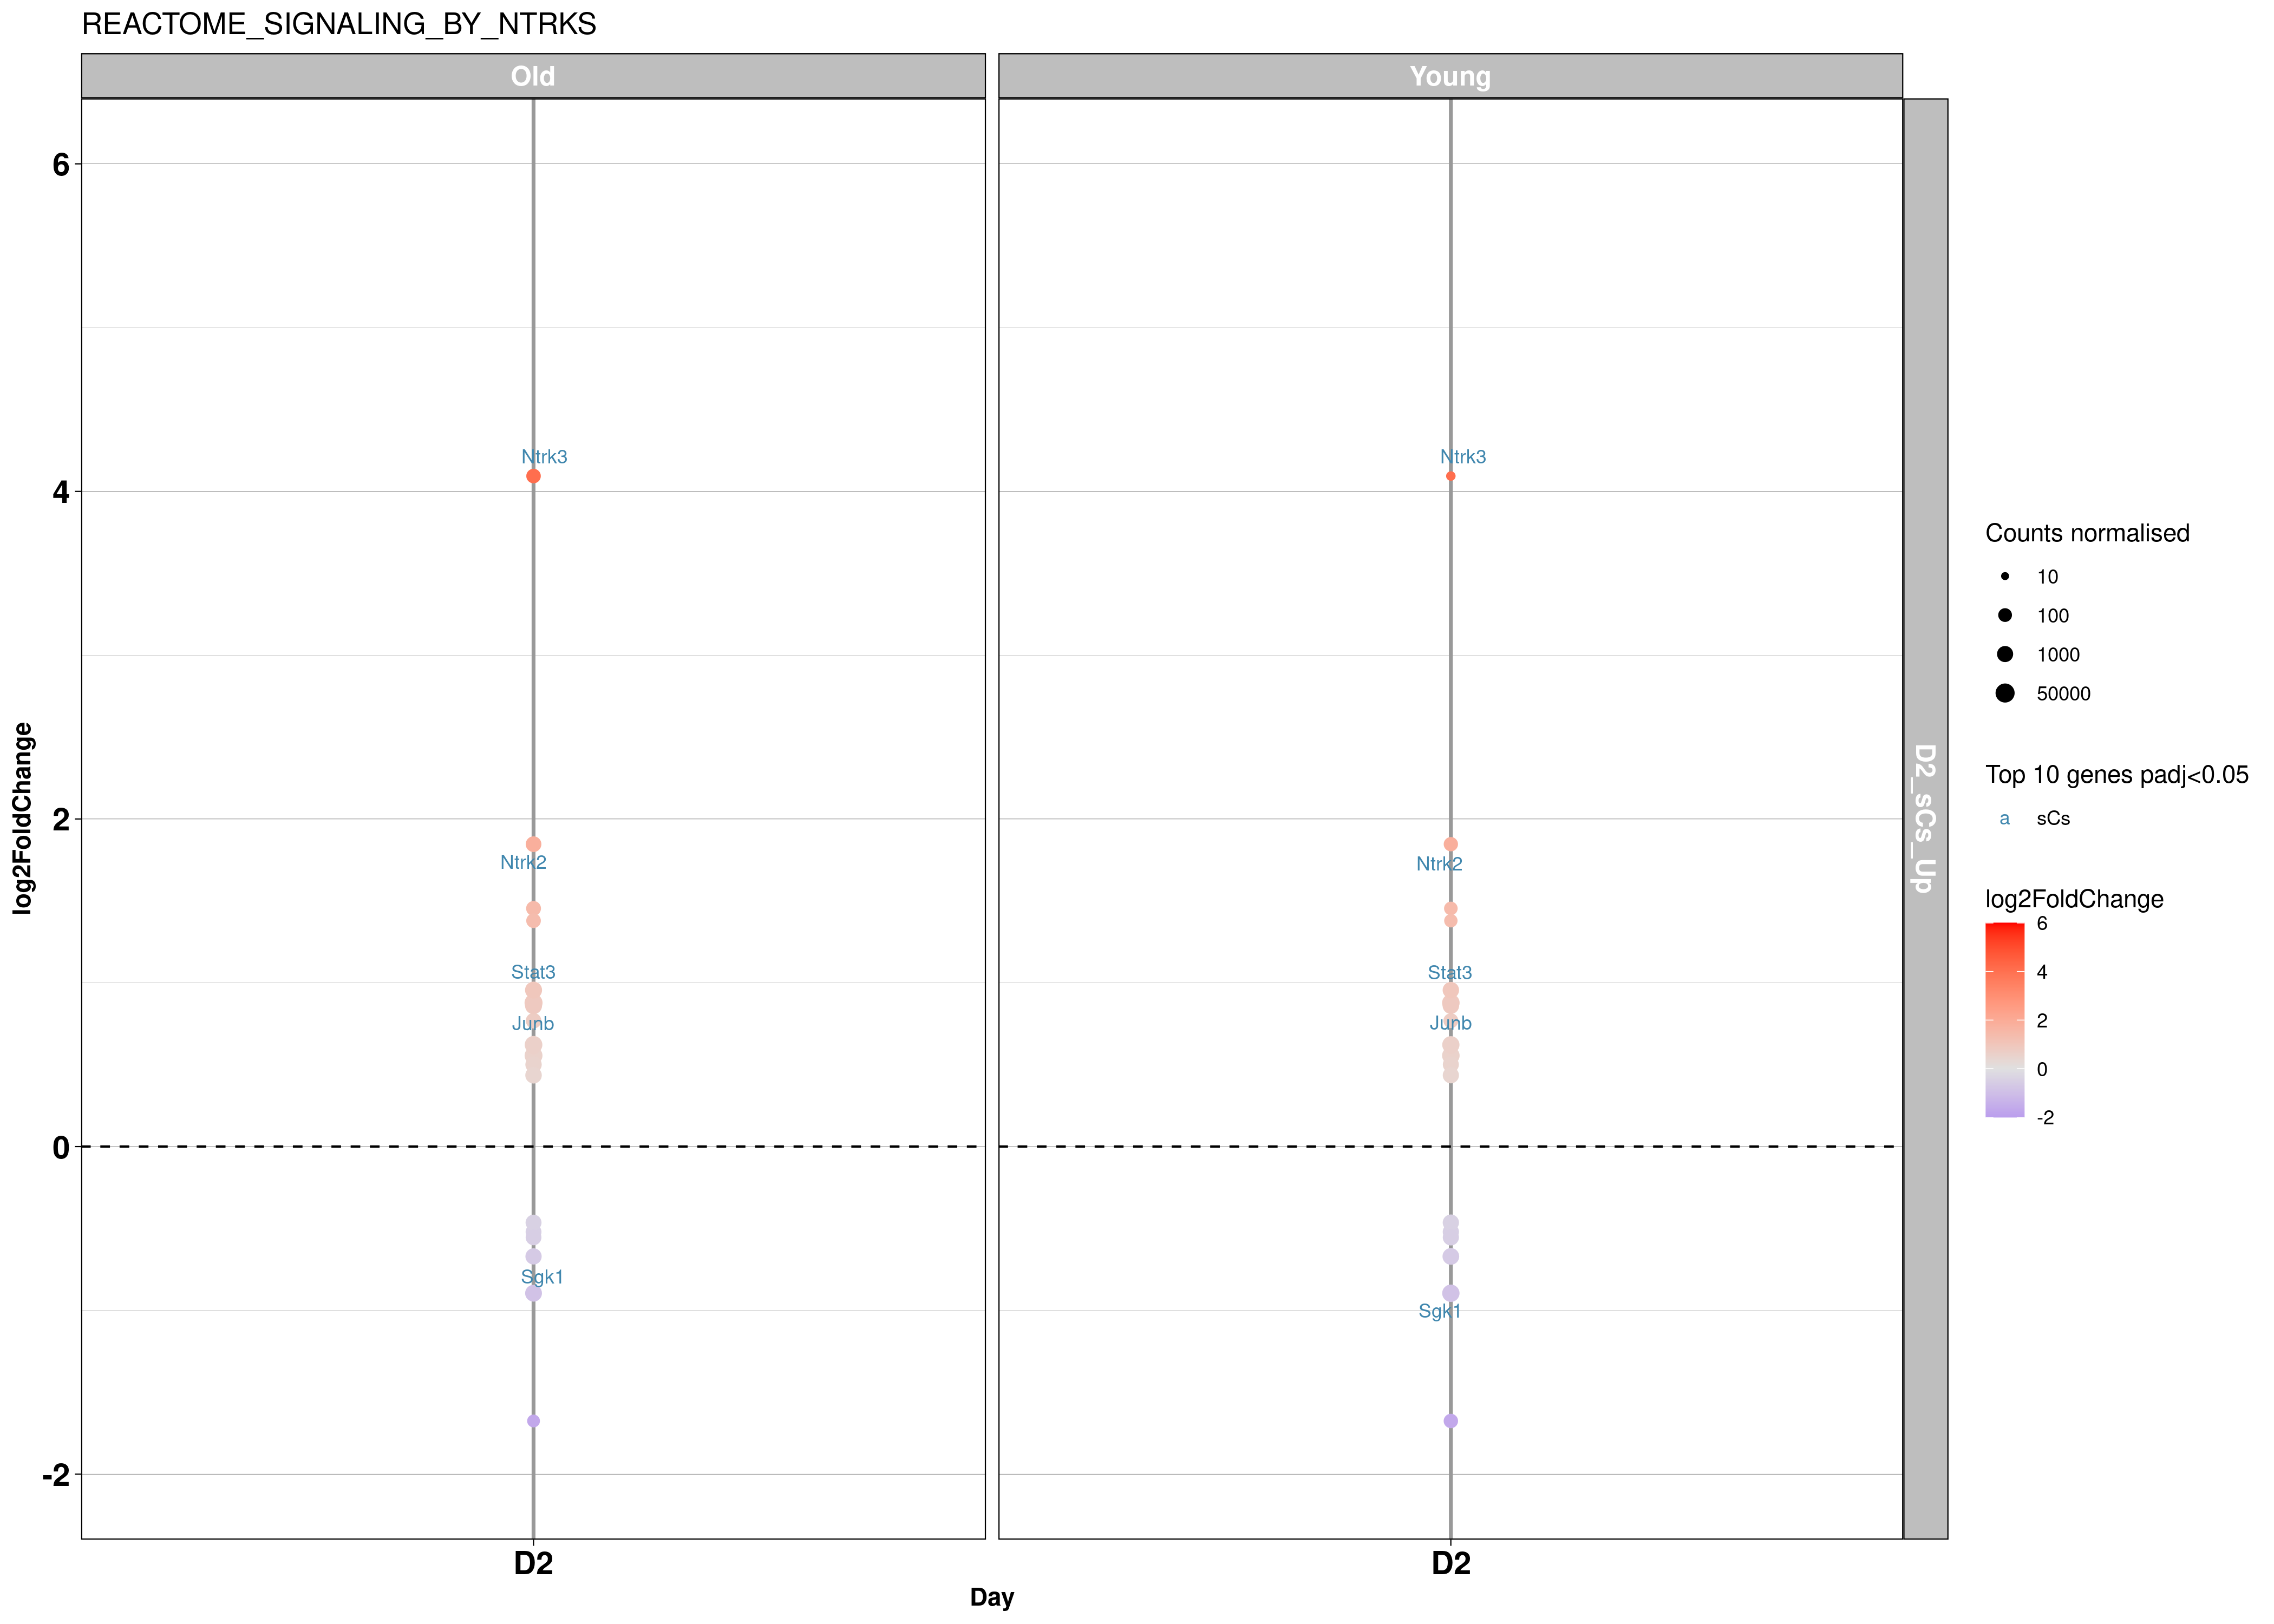 REACTOME_SIGNALING_BY_NTRKS
Old
Young
6
4
2
0
-2
log2FoldChange
Ntrk3
Ntrk2
Stat3
Junb
Sgk1
Ntrk3
Ntrk2
Stat3
Junb
Sgk1
D2_sCs_Up
D2
D2
Day
Counts normalised
10
100
1000
50000
Top 10 genes padj<0.05
a sCs
log2FoldChange
6
4
2
0
-2